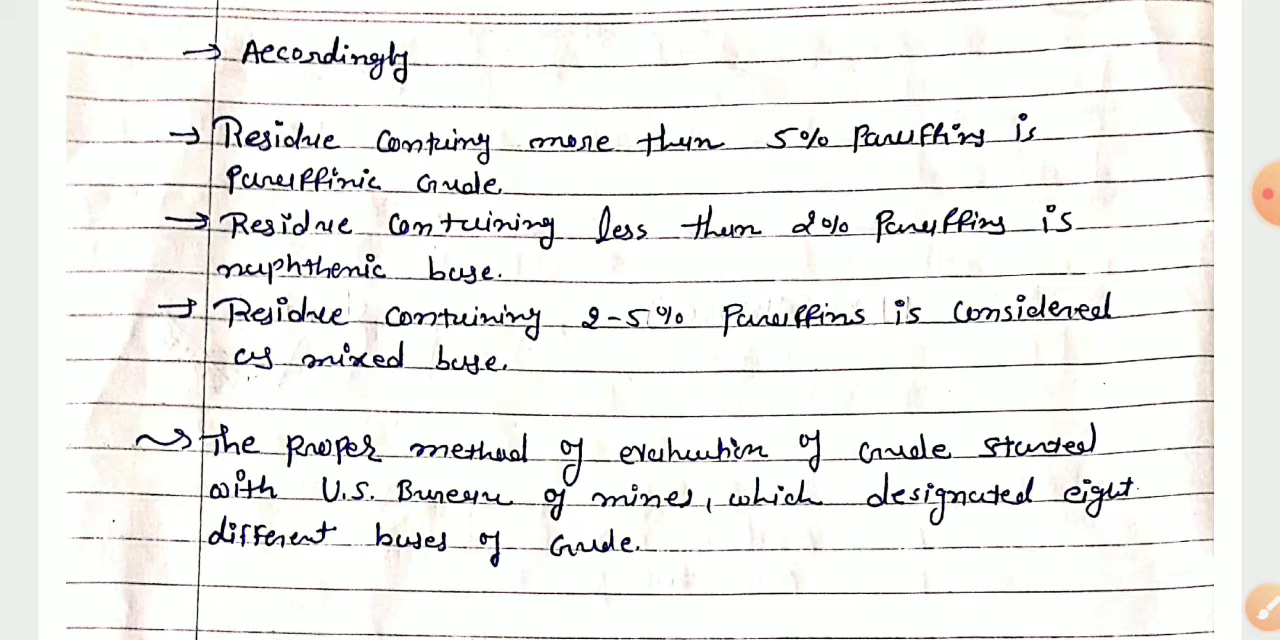 → Accordingly
→ Residue contining more than 5% Paraffins is
Paraffinic Crude
→ Residue containing less than 2% Paraffins is
naphthenic base.
→ Residue containing 2-5% Paraffins is considered
as mixed base.
~> The proper method of evaluation of crude started
with U.S. Bureau of mines, which designated eight
different bases of crude.